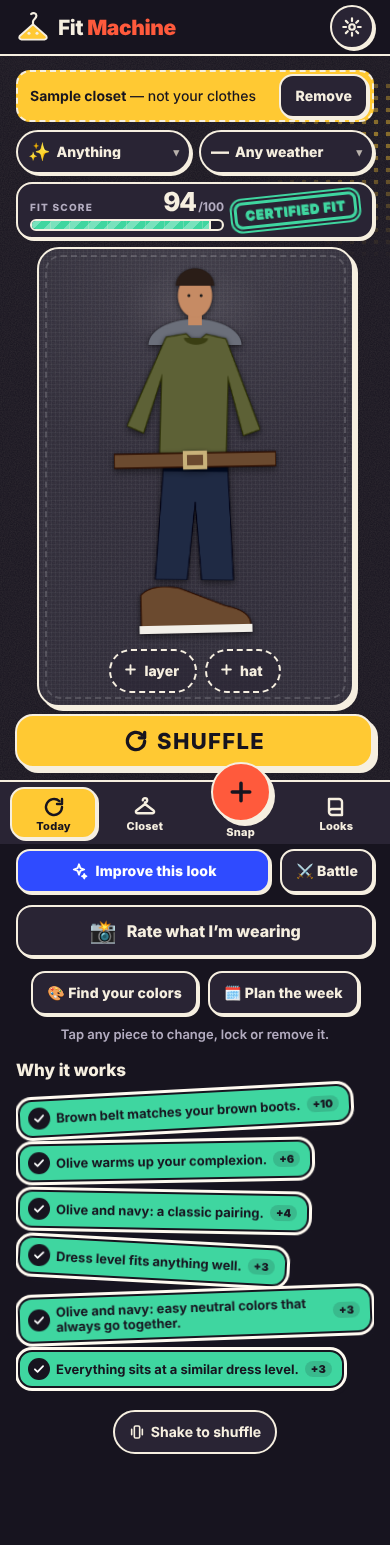 Fit Machine
Sample closet — not your clothes
Remove
✨ Anything
— Any weather
FIT SCORE
94/100
CERTIFIED FIT
+ layer
+ hat
SHUFFLE
Today
Closet
Snap
Looks
Improve this look
⚔️ Battle
📸 Rate what I’m wearing
🎨 Find your colors
🗓️ Plan the week
Tap any piece to change, lock or remove it.
Why it works
Brown belt matches your brown boots. +10
Olive warms up your complexion. +6
Olive and navy: a classic pairing. +4
Dress level fits anything well. +3
Olive and navy: easy neutral colors that
always go together. +3
Everything sits at a similar dress level. +3
Shake to shuffle